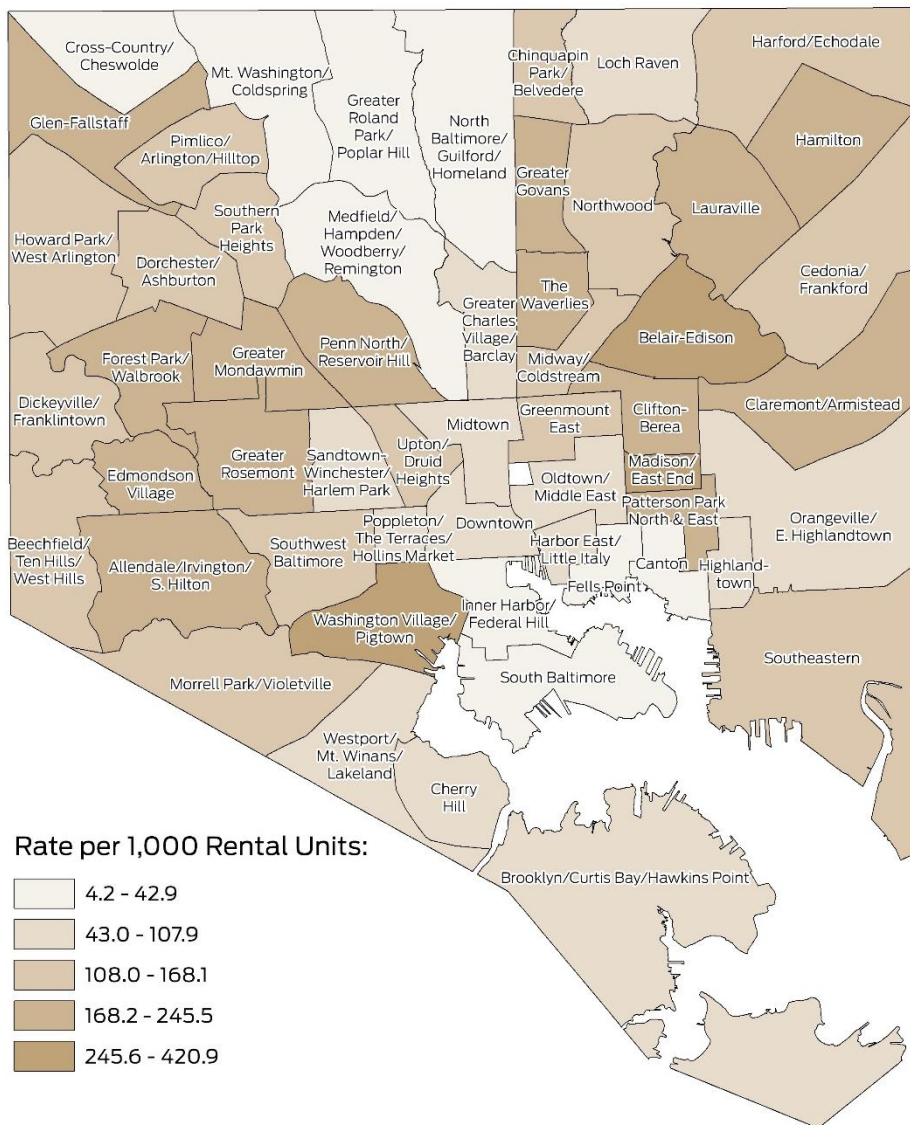 Cross-Country/
Cheswolde
Mt. Washington/
Coldspring
Greater
Roland
Park/
Poplar Hill
North
Baltimore/
Guilford/
Homeland
Chinquapin
Park/
Belvedere
Loch Raven
Harford/Echodale
Glen-Fallstaff
Pimlico/
Arlington/Hilltop
Hamilton
Greater
Govans
Northwood
Lauraville
Southern
Park
Heights
Medfield/
Hampden/
Woodberry/
Remington
Howard Park/
West Arlington
Dorchester/
Ashburton
Cedonia/
Frankford
The
Waverlies
Greater
Charles
Village/
Barclay
Belair-Edison
Penn North/
Reservoir Hill
Forest Park/
Walbrook
Greater
Mondawmin
Midway/
Coldstream
Dickeyville/
Franklintown
Claremont/Armistead
Midtown
Greenmount
East
Clifton-
Berea
Greater
Rosemont
Sandtown-
Winchester/
Harlem Park
Upton/
Druid
Heights
Edmondson
Village
Oldtown/
Middle East
Madison/
East End
Patterson Park
North & East
Orangeville/
E. Highlandtown
Beechfield/
Ten Hills/
West Hills
Allendale/Irvington/
S. Hilton
Southwest
Baltimore
Poppleton/
The Terraces/
Hollins Market
Downtown
Harbor East/
Little Italy
Canton
Highland-
town
Fells Point
Washington Village/
Pigtown
Inner Harbor/
Federal Hill
Southeastern
South Baltimore
Morrell Park/Violetville
Westport/
Mt. Winans/
Lakeland
Cherry
Hill
Brooklyn/Curtis Bay/Hawkins Point
Rate per 1,000 Rental Units:
4.2 - 42.9
43.0 - 107.9
108.0 - 168.1
168.2 - 245.5
245.6 - 420.9